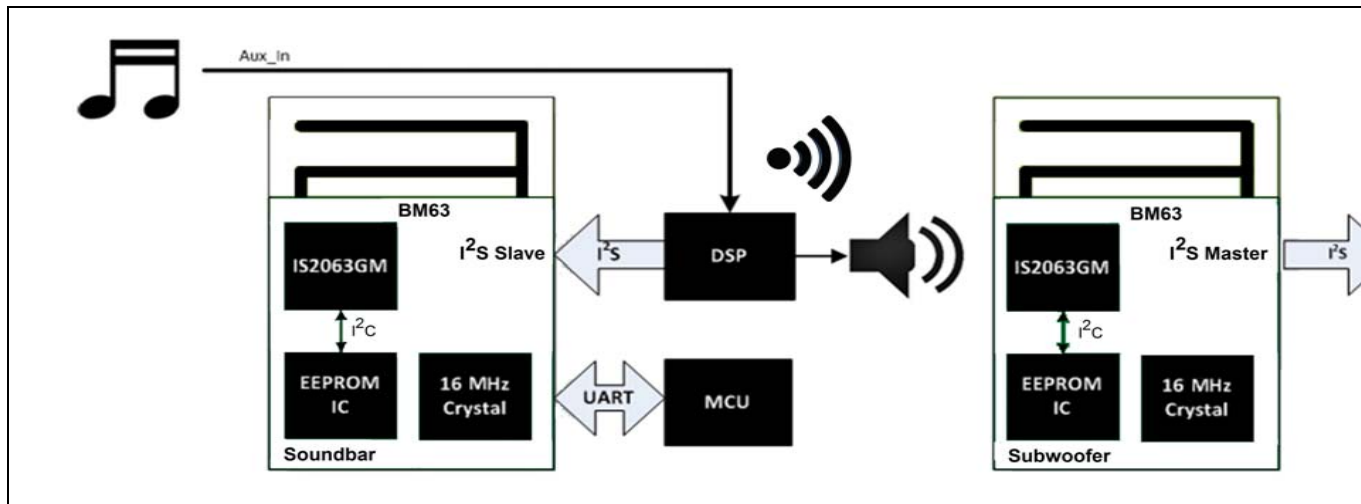 Aux_In
BM63
I²S Slave
IS2063GM
I²C
EEPROM
IC
16 MHz
Crystal
Soundbar
I²S
DSP
UART
MCU
BM63
I²S Master
IS2063GM
I²C
EEPROM
IC
16 MHz
Crystal
Subwoofer
I²S